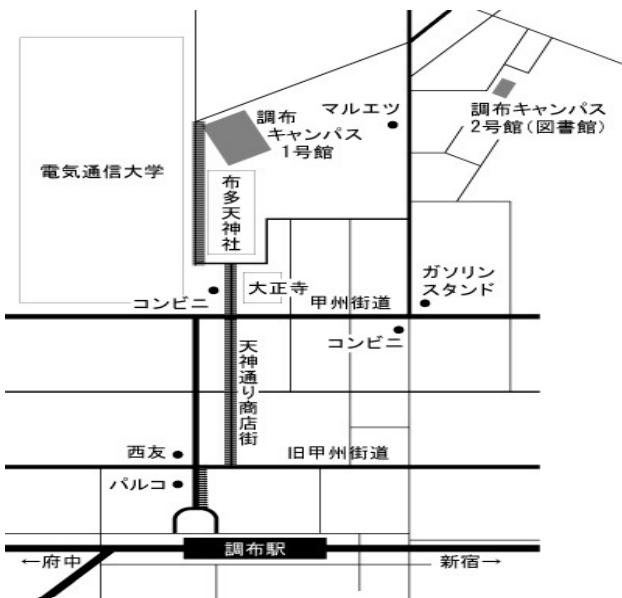 マルエツ
調布
キャンパス
1号館
調布キャンパス
2号館(図書館)
電気通信大学
布多天神社
ガソリン
スタンド
大正寺
コンビニ
甲州街道
コンビニ
天神通り商店街
西友
旧甲州街道
パルコ
調布駅
←府中
新宿→